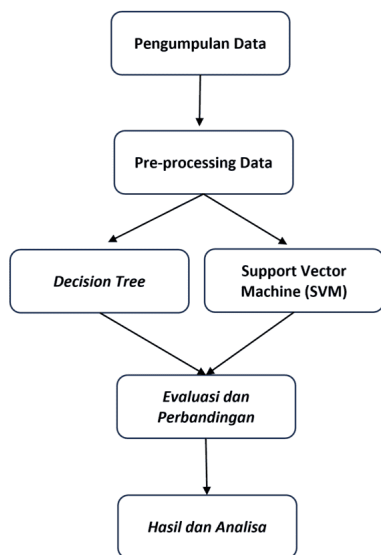 Pengumpulan Data
Pre-processing Data
Decision Tree
Support Vector
Machine (SVM)
Evaluasi dan
Perbandingan
Hasil dan Analisa